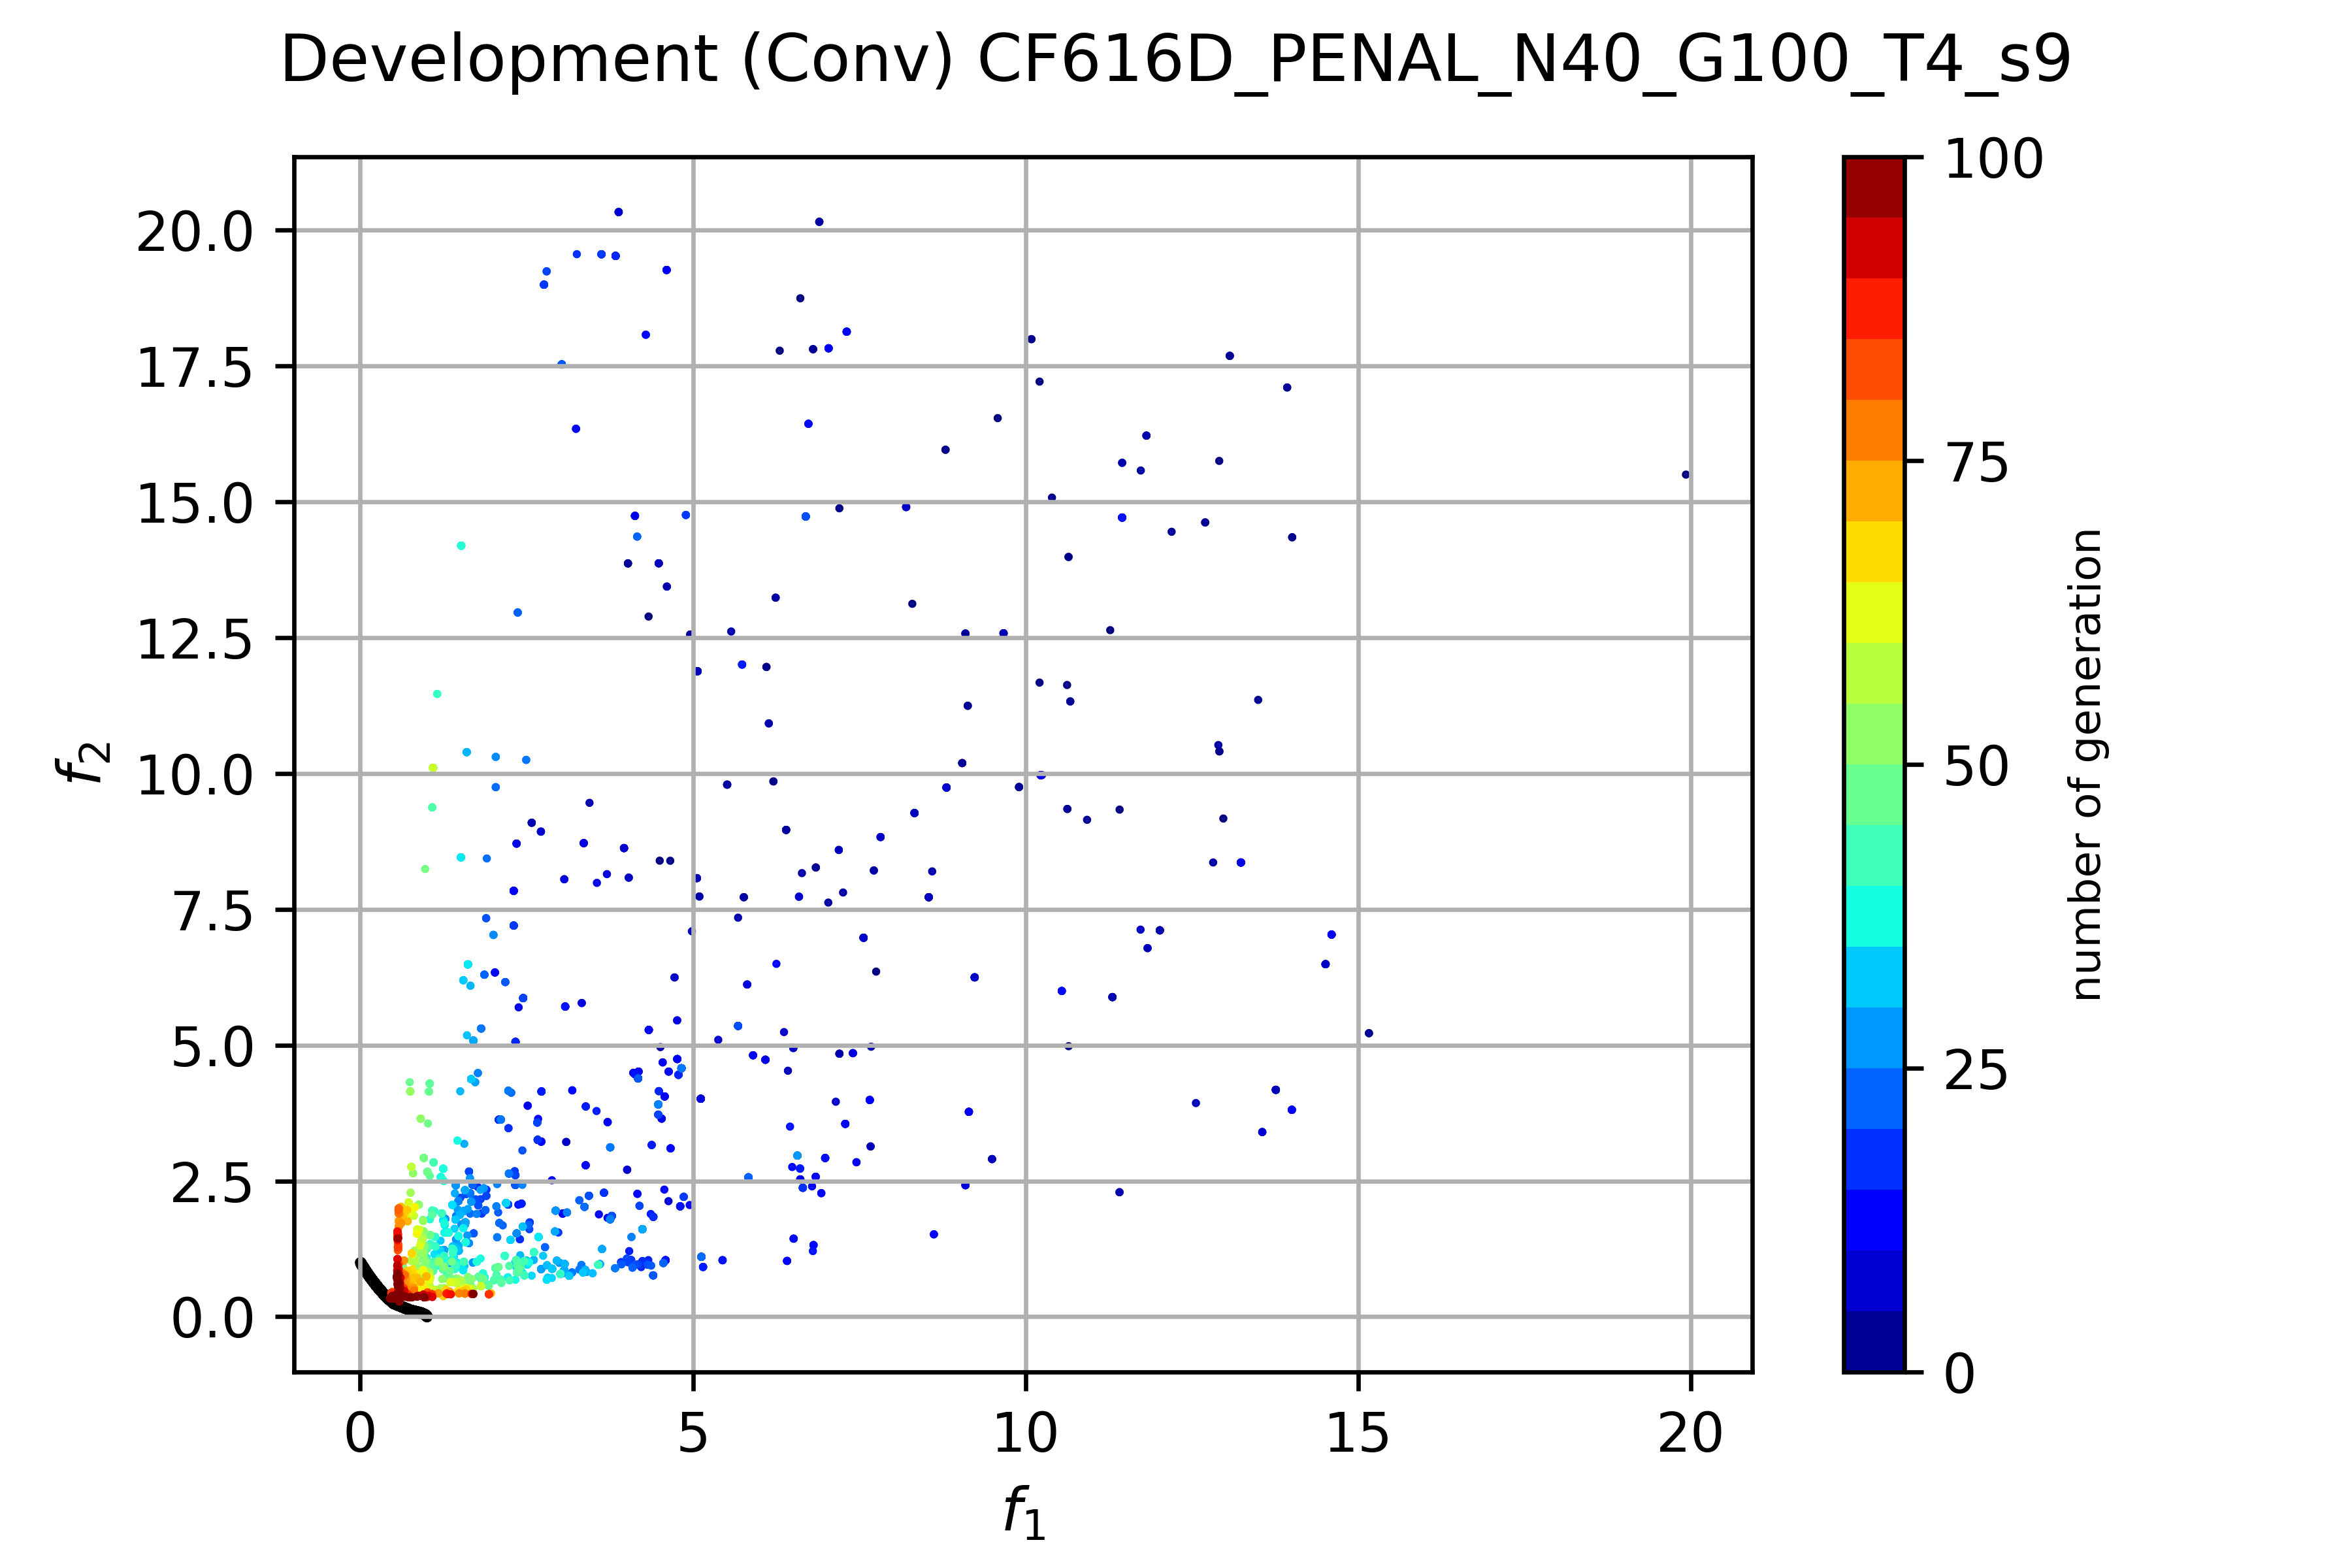 Development (Conv) CF616D_PENAL_N40_G100_T4_s9
20.0
17.5
15.0
12.5
10.0
7.5
5.0
2.5
0.0
f2
0 5 10 15 20
f1
100
75
50
25
0
number of generation